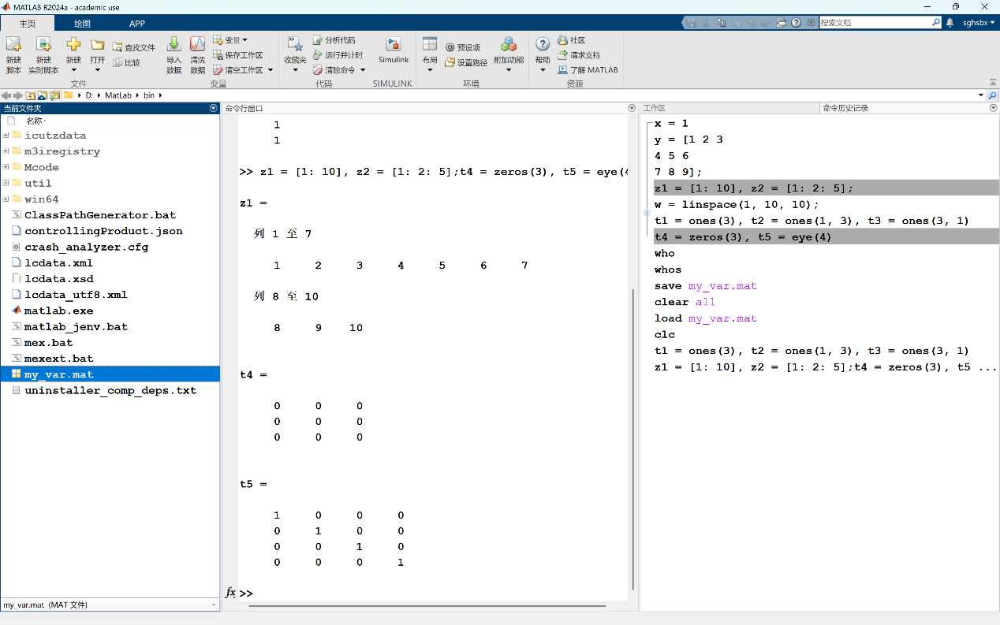 MATLAB R2024a - academic use
主页 绘图 APP
搜索文档 sghsbx
新建脚本 新建实时脚本 新建 打开 查找文件 比较
导入数据 清洗数据 变量 保存工作区 清空工作区
收藏夹 分析代码 运行并计时 清除命令
Simulink
布局 预设项 设置路径 附加功能
帮助 社区 请求支持 了解 MATLAB
文件 变量 代码 SIMULINK 环境 资源
D: MatLab bin
当前文件夹
名称
icutzdata
m3iregistry
Mcode
util
win64
ClassPathGenerator.bat
controllingProduct.json
crash_analyzer.cfg
lcdata.xml
lcdata.xsd
lcdata_utf8.xml
matlab.exe
matlab_jenv.bat
mex.bat
mexext.bat
my_var.mat
uninstaller_comp_deps.txt
my_var.mat (MAT 文件)
命令行窗口
1
1
>> z1 = [1: 10], z2 = [1: 2: 5];t4 = zeros(3), t5 = eye(4
z1 =
列 1 至 7
1 2 3 4 5 6 7
列 8 至 10
8 9 10
t4 =
0 0 0
0 0 0
0 0 0
t5 =
1 0 0 0
0 1 0 0
0 0 1 0
0 0 0 1
fx >>
工作区
命令历史记录
x = 1
y = [1 2 3
4 5 6
7 8 9];
z1 = [1: 10], z2 = [1: 2: 5];
w = linspace(1, 10, 10);
t1 = ones(3), t2 = ones(1, 3), t3 = ones(3, 1)
t4 = zeros(3), t5 = eye(4)
who
whos
save my_var.mat
clear all
load my_var.mat
clc
t1 = ones(3), t2 = ones(1, 3), t3 = ones(3, 1)
z1 = [1: 10], z2 = [1: 2: 5];t4 = zeros(3), t5 ...